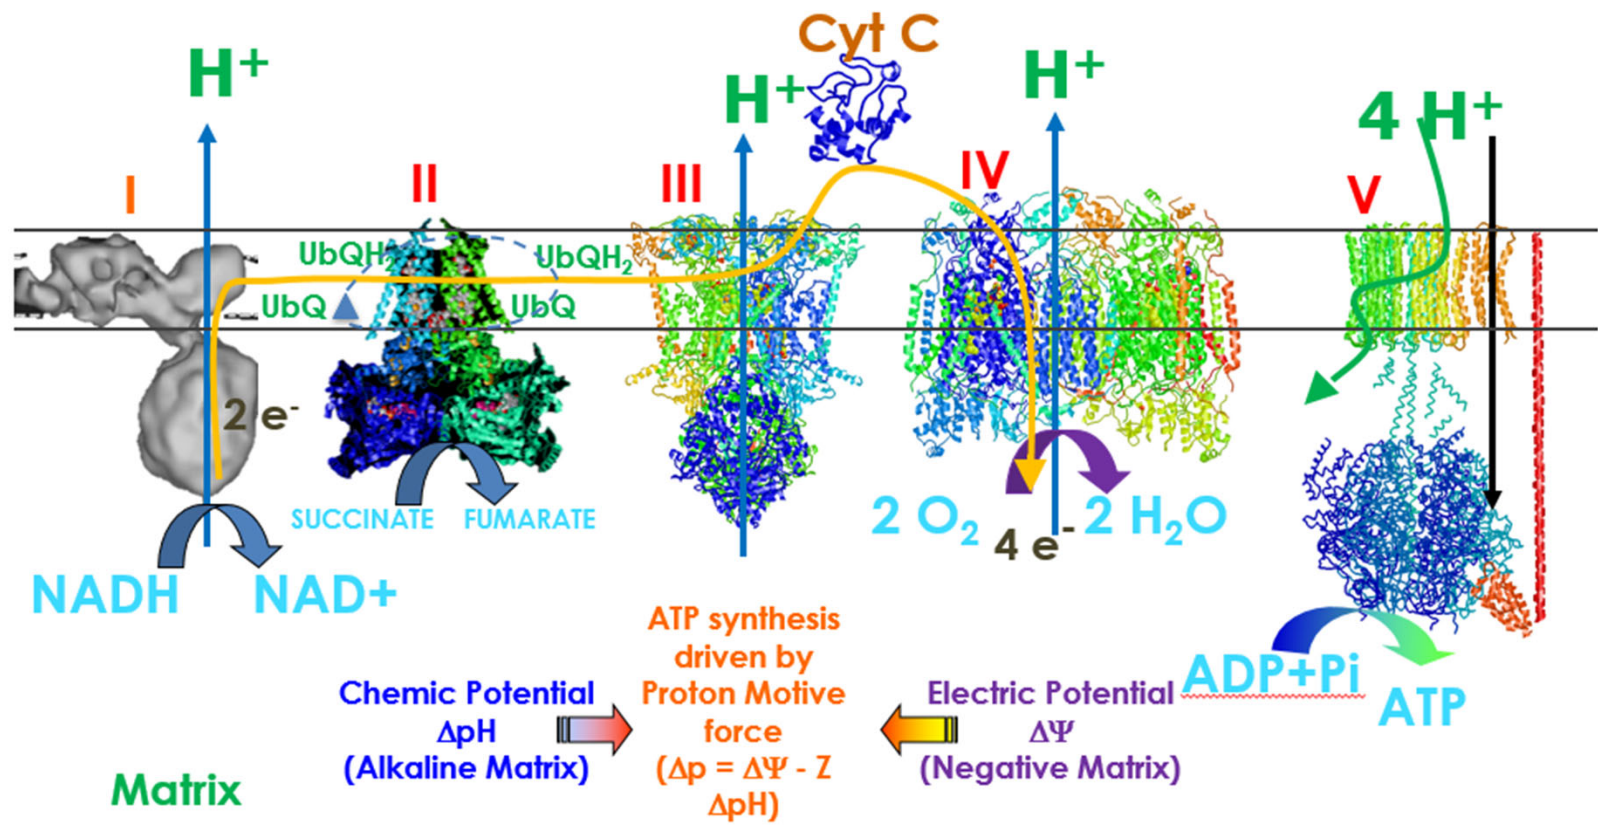 Cyt C
H+
H+
H+
4 H+
I
II
III
IV
V
UbQH2
UbQH2
UbQ
UbQ
2 e-
SUCCINATE
FUMARATE
2 O2
4 e-
2 H2O
NADH
NAD+
ATP synthesis
driven by
Proton Motive
force
(Δp = ΔΨ - Z
ΔpH)
Chemic Potential
ΔpH
(Alkaline Matrix)
Electric Potential
ΔΨ
(Negative Matrix)
ADP+Pi
ATP
Matrix